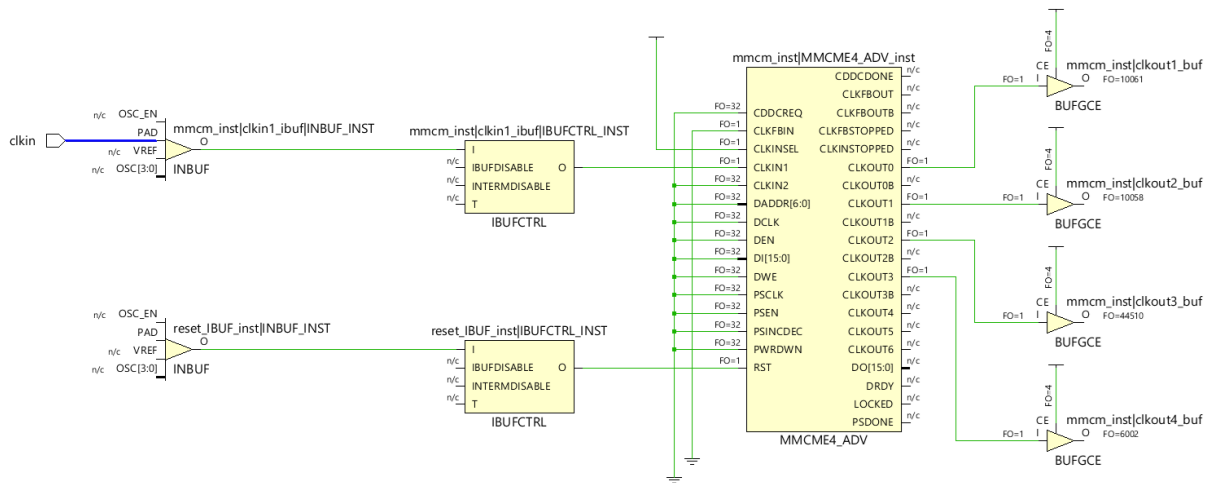 clkin
n/c OSC_EN
PAD
n/c VREF
n/c OSC[3:0]
mmcm_inst|clkin1_ibuf|INBUF_INST
O
INBUF
mmcm_inst|clkin1_ibuf|IBUFCTRL_INST
I
n/c IBUFDISABLE O
n/c INTERMDISABLE
n/c T
IBUFCTRL
n/c OSC_EN
PAD
n/c VREF
n/c OSC[3:0]
reset_IBUF_inst|INBUF_INST
O
INBUF
reset_IBUF_inst|IBUFCTRL_INST
I
n/c IBUFDISABLE O
n/c INTERMDISABLE
n/c T
IBUFCTRL
mmcm_inst|MMCME4_ADV_inst
CDDCDONE n/c
CLKFBOUT n/c
FO=32 CDDCREQ CLKFBOUTB n/c
FO=1 CLKFBIN CLKFBSTOPPED n/c
FO=1 CLKINSEL CLKINSTOPPED n/c
FO=1 CLKIN1 CLKOUT0 FO=1
FO=32 CLKIN2 CLKOUT0B n/c
FO=32 DADDR[6:0] CLKOUT1 FO=1
FO=32 DCLK CLKOUT1B n/c
FO=32 DEN CLKOUT2 FO=1
FO=32 DI[15:0] CLKOUT2B n/c
FO=32 DWE CLKOUT3 FO=1
FO=32 PSCLK CLKOUT3B n/c
FO=32 PSEN CLKOUT4 n/c
FO=32 PSINCDEC CLKOUT5 n/c
FO=32 PWRDWN CLKOUT6 n/c
FO=1 RST DO[15:0] n/c
DRDY n/c
LOCKED n/c
PSDONE n/c
MMCME4_ADV
FO=4
CE mmcm_inst|clkout1_buf
FO=1 I O FO=10061
BUFGCE
FO=4
CE mmcm_inst|clkout2_buf
FO=1 I O FO=10058
BUFGCE
FO=4
CE mmcm_inst|clkout3_buf
FO=1 I O FO=44510
BUFGCE
FO=4
CE mmcm_inst|clkout4_buf
FO=1 I O FO=6002
BUFGCE